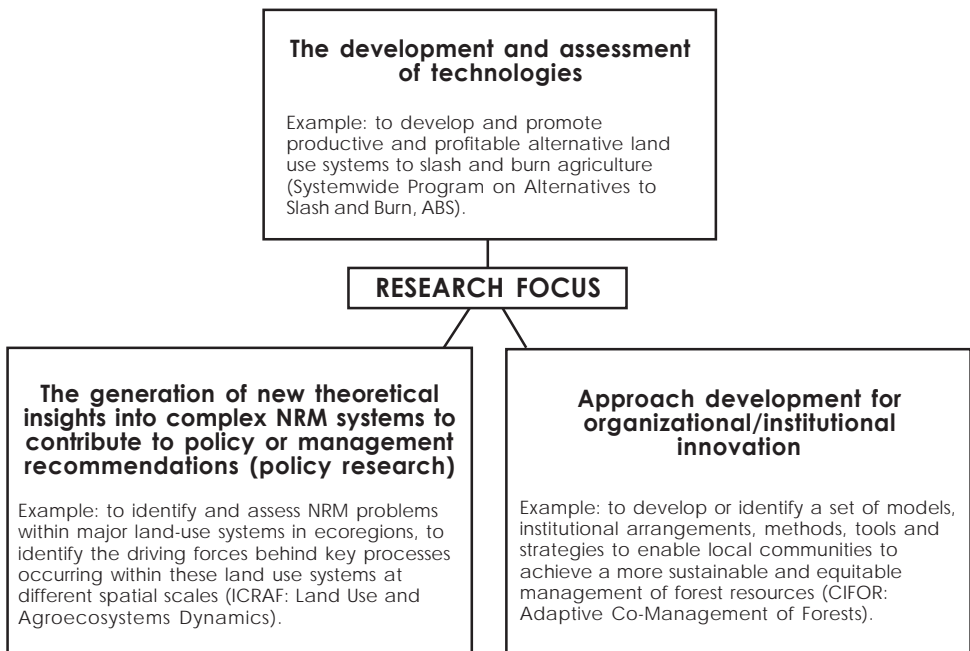 The development and assessment
of technologies
Example: to develop and promote
productive and profitable alternative land
use systems to slash and burn agriculture
(Systemwide Program on Alternatives to
Slash and Burn, ABS).
RESEARCH FOCUS
The generation of new theoretical
insights into complex NRM systems to
contribute to policy or management
recommendations (policy research)
Example: to identify and assess NRM problems
within major land-use systems in ecoregions, to
identify the driving forces behind key processes
occurring within these land use systems at
different spatial scales (ICRAF: Land Use and
Agroecosystems Dynamics).
Approach development for
organizational/institutional
innovation
Example: to develop or identify a set of models,
institutional arrangements, methods, tools and
strategies to enable local communities to
achieve a more sustainable and equitable
management of forest resources (CIFOR:
Adaptive Co-Management of Forests).